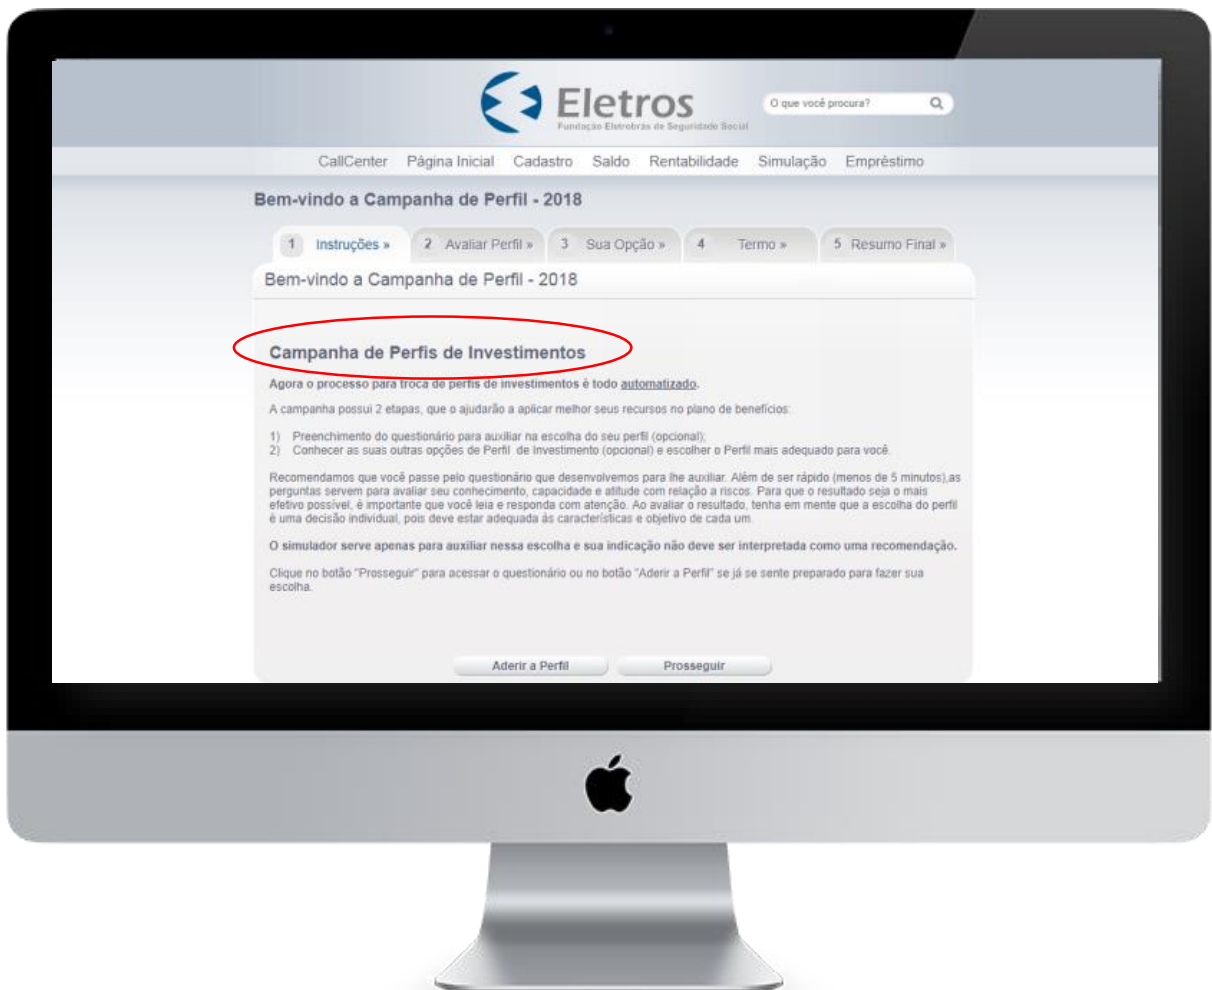 Eletros
Fundação Eletrobrás de Seguridade Social
O que você procura?
CallCenter Página Inicial Cadastro Saldo Rentabilidade Simulação Empréstimo
Bem-vindo a Campanha de Perfil - 2018
1 Instruções » 2 Avaliar Perfil » 3 Sua Opção » 4 Termo » 5 Resumo Final »
Bem-vindo a Campanha de Perfil - 2018
Campanha de Perfis de Investimentos
Agora o processo para troca de perfis de investimentos é todo automatizado.
A campanha possui 2 etapas, que o ajudarão a aplicar melhor seus recursos no plano de benefícios:
1) Preenchimento do questionário para auxiliar na escolha do seu perfil (opcional);
2) Conhecer as suas outras opções de Perfil de Investimento (opcional) e escolher o Perfil mais adequado para você.
Recomendamos que você passe pelo questionário que desenvolvemos para lhe auxiliar. Além de ser rápido (menos de 5 minutos),as
perguntas servem para avaliar seu conhecimento, capacidade e atitude com relação a riscos. Para que o resultado seja o mais
efetivo possível, é importante que você leia e responda com atenção. Ao avaliar o resultado, tenha em mente que a escolha do perfil
é uma decisão individual, pois deve estar adequada às características e objetivo de cada um.
O simulador serve apenas para auxiliar nessa escolha e sua indicação não deve ser interpretada como uma recomendação.
Clique no botão "Prosseguir" para acessar o questionário ou no botão "Aderir a Perfil" se já se sente preparado para fazer sua
escolha.
Aderir a Perfil Prosseguir